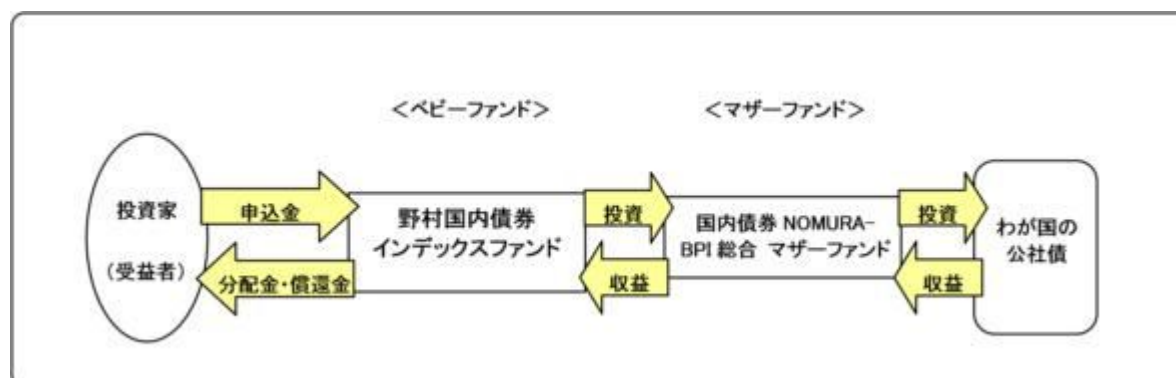 <ベビーファンド>
<マザーファンド>
投資家
(受益者)
申込金
分配金・償還金
野村国内債券
インデックスファンド
投資
収益
国内債券 NOMURA-
BPI 総合 マザーファンド
投資
収益
わが国の
公社債